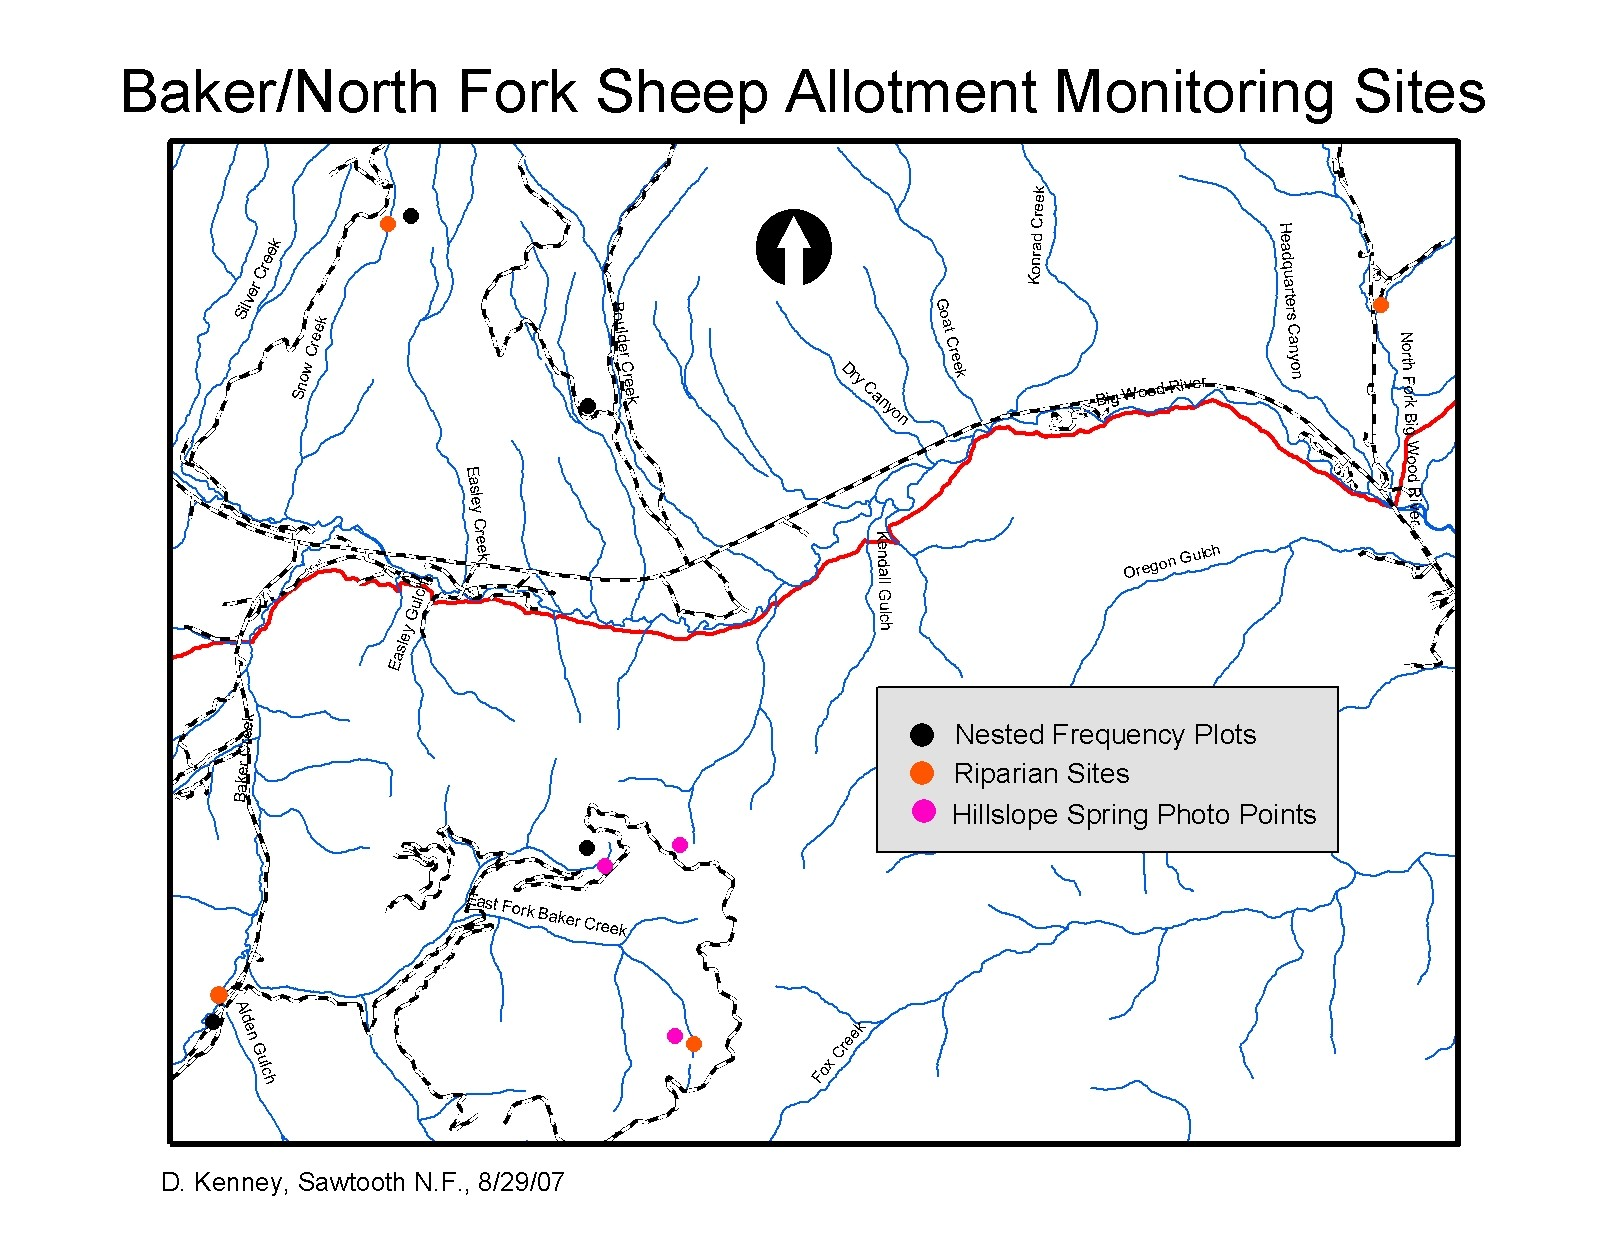 Baker/North Fork Sheep Allotment Monitoring Sites
Silver Creek
Snow Creek
Boulder Creek
Easley Creek
Dry Canyon
Goat Creek
Konrad Creek
Headquarters Canyon
North Fork Big Wood River
Big Wood River
Easley Gulch
Kendall Gulch
Oregon Gulch
Baker Creek
Nested Frequency Plots
Riparian Sites
Hillslope Spring Photo Points
East Fork Baker Creek
Alden Gulch
Fox Creek
D. Kenney, Sawtooth N.F., 8/29/07